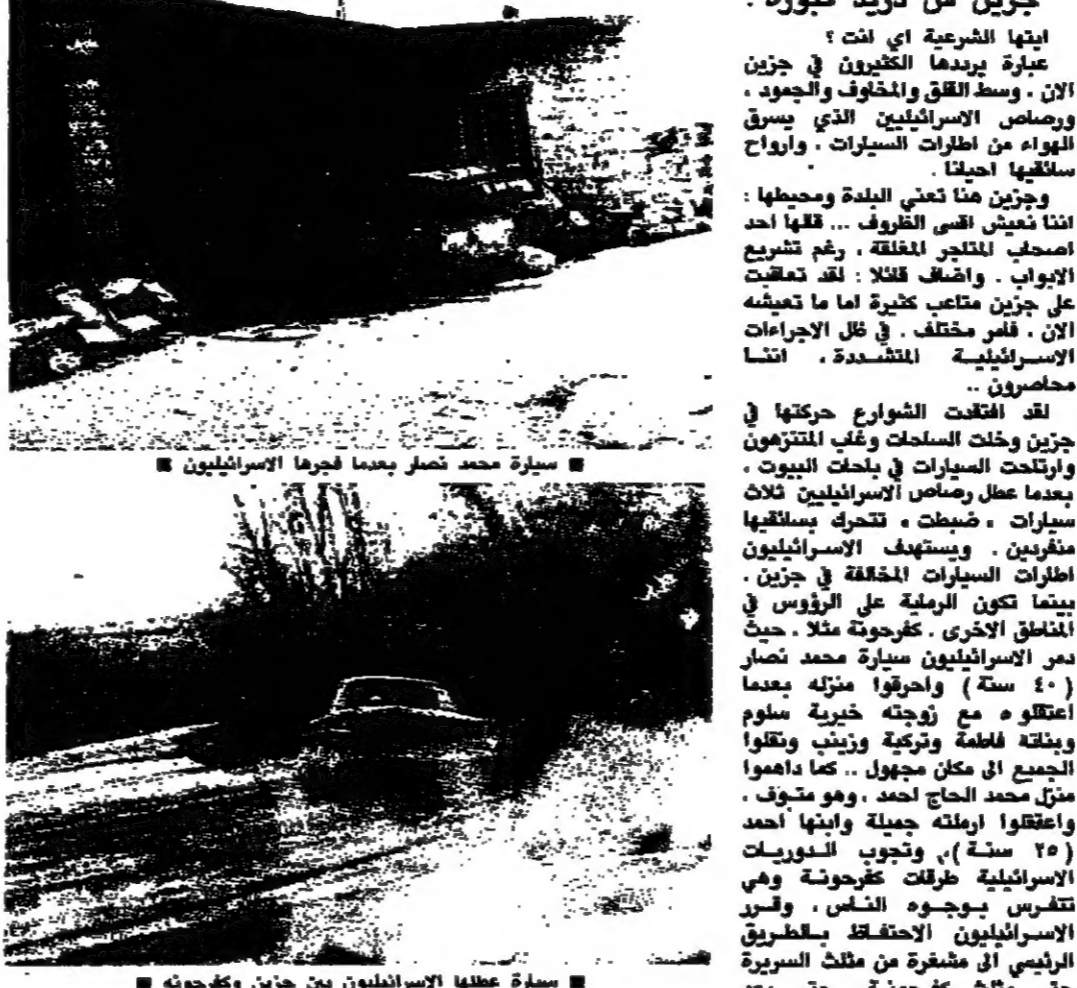 جزين من دريد
ايتها الشرعية اي انت ؟
عبارة يرددها الكثيرون في جزين
الان ، وسط القلق والمخاوف والجمود ،
ورصاص الاسرائيليين الذي يسرق
الهواء من اطارات السيارات ، وارواح
سائقيها احيانا .
وجزين هنا تعني البلدة ومحيطها :
اننا نعيش اقسى الظروف ... قالها احد
اصحاب المتاجر المغلقة ، رغم تشريع
الابواب . واضاف قائلا : لقد تعاقبت
على جزين متاعب كثيرة اما ما تعيشه
الان ، فامر مختلف . في ظل الاجراءات
الاسرائيلية المتشددة ، اننا
محاصرون ..
لقد افتقدت الشوارع حركتها في
جزين وخلت الساحات وغاب المتنزهون
وارتاحت السيارات في باحات البيوت ،
بعدما عطل رصاص الاسرائيليين ثلاث
سيارات « ضبطت » تتحرك بسائقيها
منفردين . ويستهدف الاسرائيليون
اطارات السيارات المخالفة في جزين .
بينما تكون الرماية على الرؤوس في
المناطق الاخرى . كفرحونة مثلا . حيث
دمر الاسرائيليون سيارة محمد نصار
( ٤٠ سنة ) واحرقوا منزله بعدما
اعتقلوه مع زوجته خيرية سلوم
وبناته فاطمة وتركية وزينب ونقلوا
الجميع الى مكان مجهول .. كما داهموا
منزل محمد الحاج احمد ، وهو متوف ،
واعتقلوا ارملته جميلة وابنها احمد
( ٢٥ سنة )، وتجوب الدوريات
الاسرائيلية طرقات كفرحونة وهي
تتفرس بوجوه الناس ، وقرر
الاسرائيليون الاحتفاظ بالطريق
الرئيسي الى مشغرة من مثلث السريرة
■ سيارة محمد نصار بعدما فجرها الاسرائيليون ■
■ سيارة عطلها الاسرائيليون بين جزين وكفرحونه ■